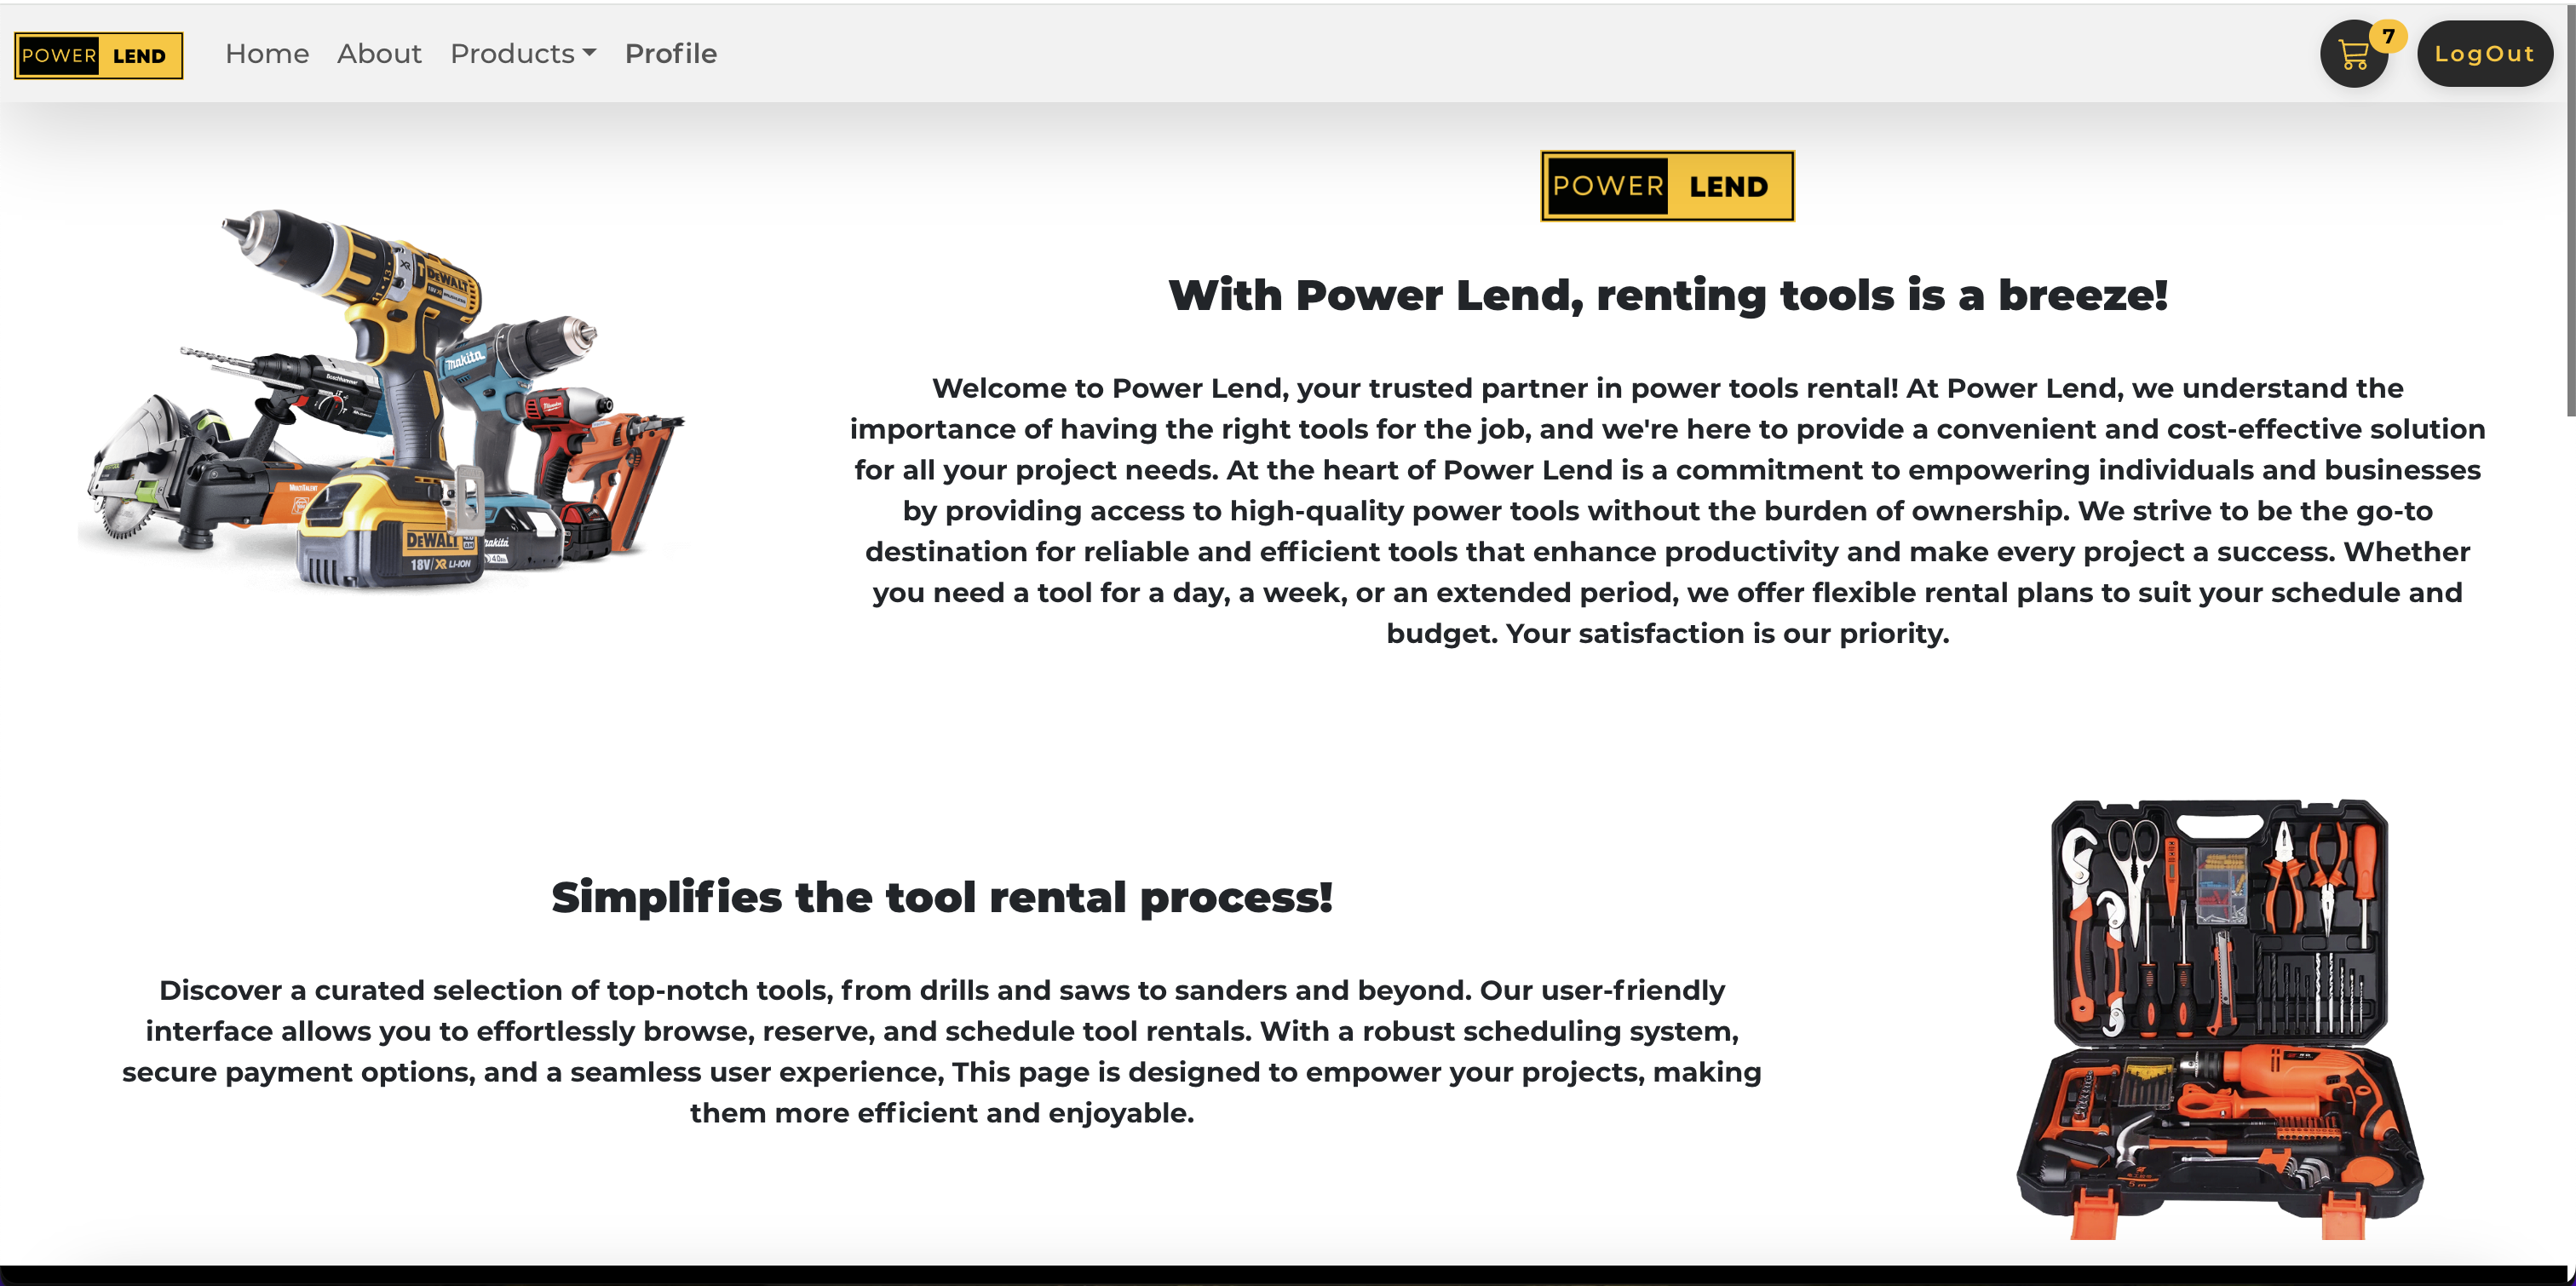 POWER LEND
Home About Products Profile
7
LogOut
POWER LEND
With Power Lend, renting tools is a breeze!
DEWALT
makita
DEWALT
18V XR LI-ION
Welcome to Power Lend, your trusted partner in power tools rental! At Power Lend, we understand the
importance of having the right tools for the job, and we're here to provide a convenient and cost-effective solution
for all your project needs. At the heart of Power Lend is a commitment to empowering individuals and businesses
by providing access to high-quality power tools without the burden of ownership. We strive to be the go-to
destination for reliable and efficient tools that enhance productivity and make every project a success. Whether
you need a tool for a day, a week, or an extended period, we offer flexible rental plans to suit your schedule and
budget. Your satisfaction is our priority.
Simplifies the tool rental process!
Discover a curated selection of top-notch tools, from drills and saws to sanders and beyond. Our user-friendly
interface allows you to effortlessly browse, reserve, and schedule tool rentals. With a robust scheduling system,
secure payment options, and a seamless user experience, This page is designed to empower your projects, making
them more efficient and enjoyable.